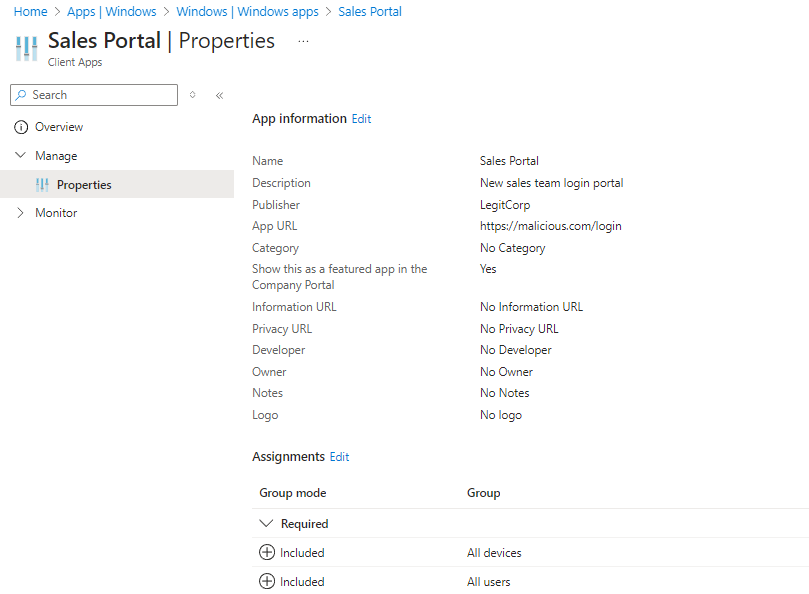 Home > Apps | Windows > Windows | Windows apps > Sales Portal
Sales Portal | Properties ...
Client Apps
Search
Overview
Manage
Properties
Monitor
App information Edit
Name Sales Portal
Description New sales team login portal
Publisher LegitCorp
App URL https://malicious.com/login
Category No Category
Show this as a featured app in the Yes
Company Portal
Information URL No Information URL
Privacy URL No Privacy URL
Developer No Developer
Owner No Owner
Notes No Notes
Logo No logo
Assignments Edit
Group mode Group
Required
Included All devices
Included All users